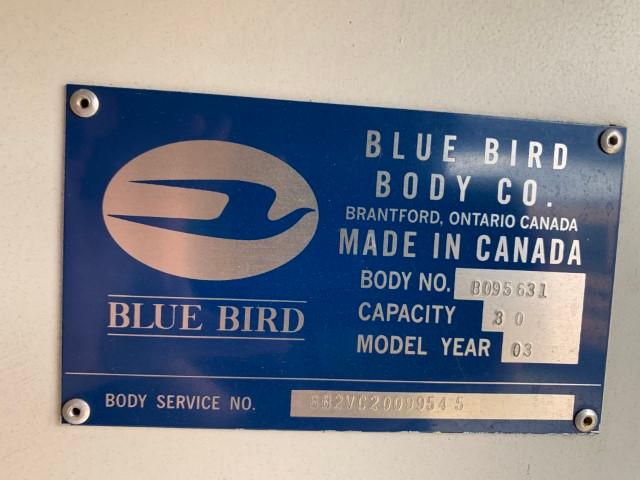 BLUE BIRD
BODY CO.
BRANTFORD, ONTARIO CANADA
MADE IN CANADA
BODY NO. B095631
CAPACITY 30
MODEL YEAR 03
BLUE BIRD
BODY SERVICE NO.